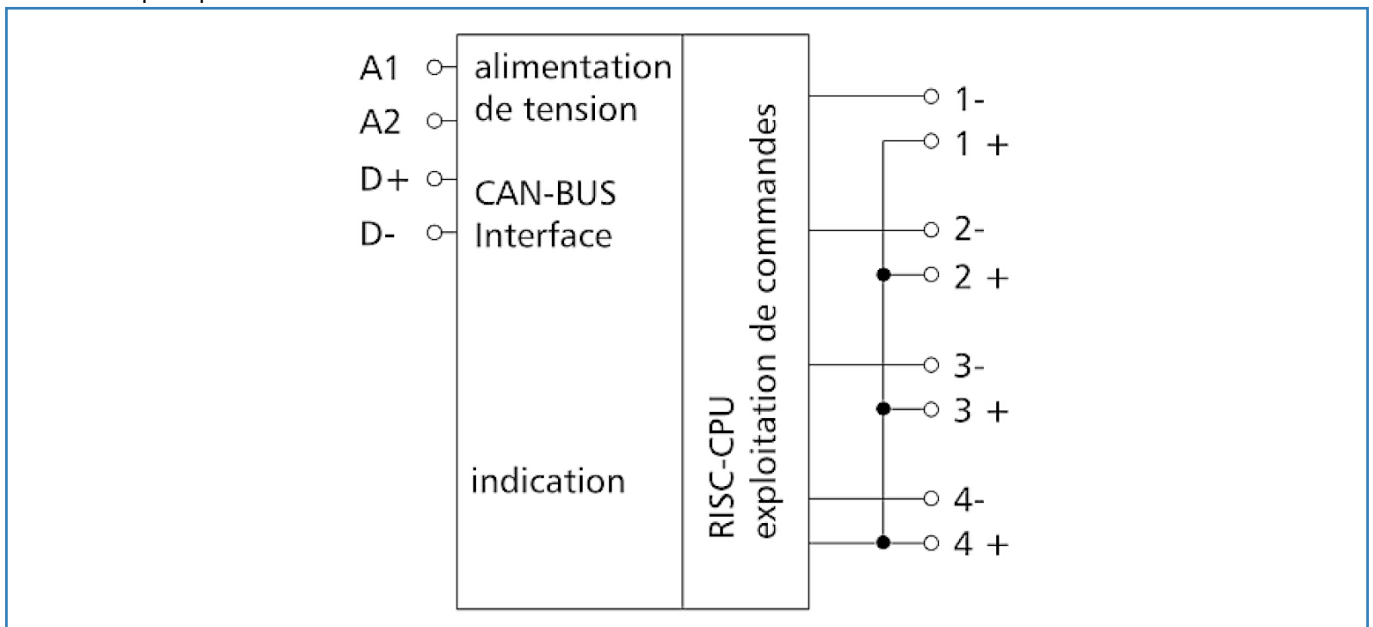 A1
A2
D+
D-
alimentation
de tension
CAN-BUS
Interface
indication
RISC-CPU
exploitation de commandes
1-
1 +
2-
2 +
3-
3 +
4-
4 +